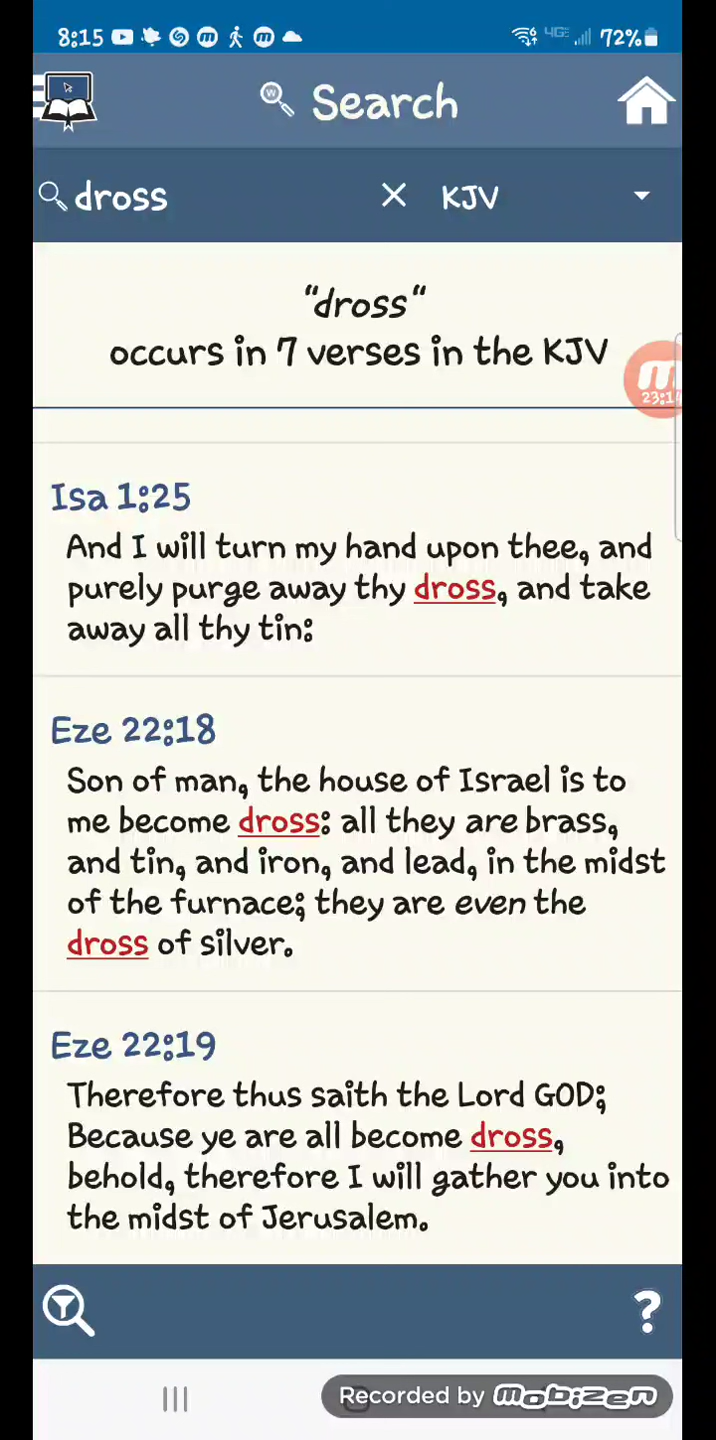 8:15 72%
Search
dross KJV
"dross"
occurs in 7 verses in the KJV
23:1
Isa 1:25
And I will turn my hand upon thee, and
purely purge away thy dross, and take
away all thy tin:
Eze 22:18
Son of man, the house of Israel is to
me become dross: all they are brass,
and tin, and iron, and lead, in the midst
of the furnace; they are even the
dross of silver.
Eze 22:19
Therefore thus saith the Lord GOD;
Because ye are all become dross,
behold, therefore I will gather you into
the midst of Jerusalem.
?
Recorded by mobizen